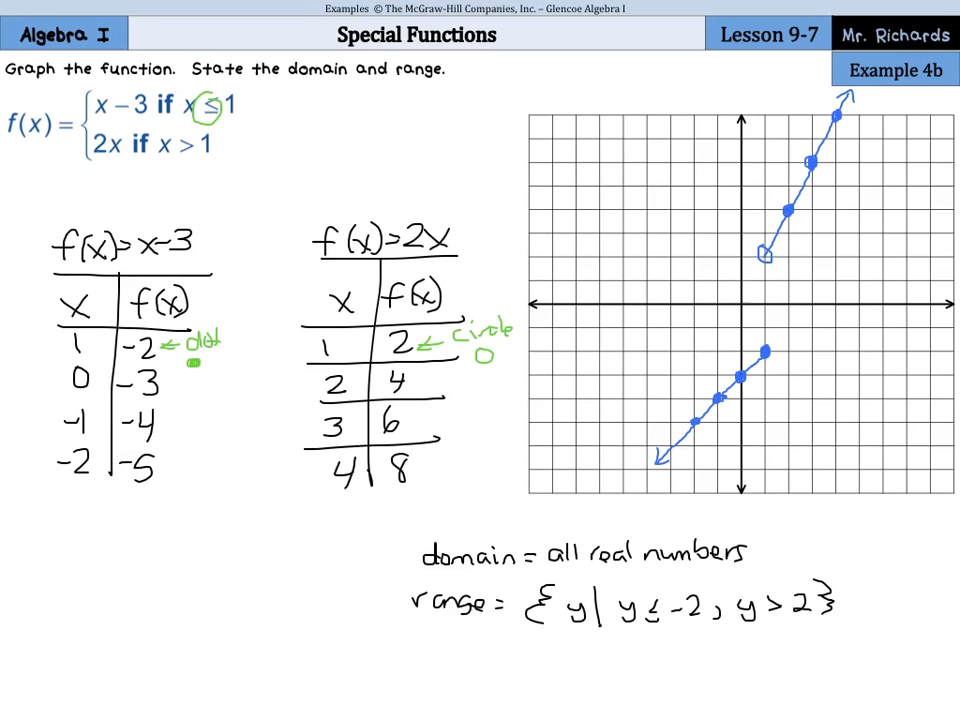 Examples © The McGraw-Hill Companies, Inc. – Glencoe Algebra I
Algebra I
Special Functions
Lesson 9-7
Mr. Richards
Graph the function. State the domain and range.
Example 4b
f(x) = { x – 3 if x ≤ 1
2x if x > 1
f(x)=x-3
x f(x)
1 -2 ← dot
0 -3
-1 -4
-2 -5
f(x)=2x
x f(x)
1 2 ← circle
2 4
3 6
4 8
domain = all real numbers
range = {y| y ≤ -2, y > 2}